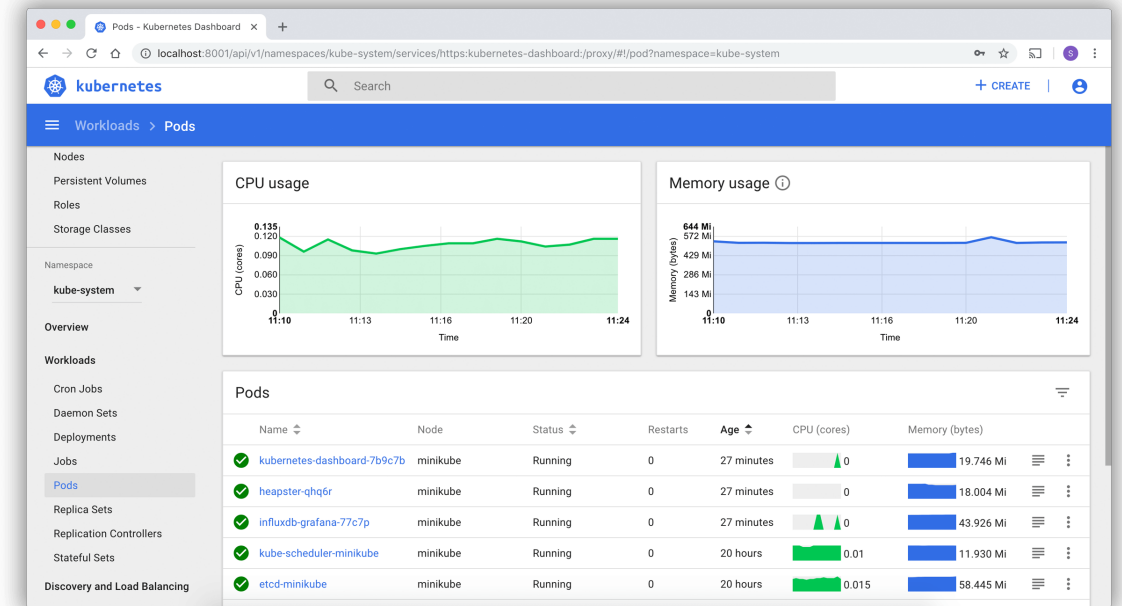 Pods - Kubernetes Dashboard
localhost:8001/api/v1/namespaces/kube-system/services/https:kubernetes-dashboard:/proxy/#!/pod?namespace=kube-system
S
kubernetes
Search
+ CREATE
Workloads > Pods
Nodes
Persistent Volumes
Roles
Storage Classes
Namespace
kube-system
Overview
Workloads
Cron Jobs
Daemon Sets
Deployments
Jobs
Pods
Replica Sets
Replication Controllers
Stateful Sets
Discovery and Load Balancing
CPU usage
CPU (cores)
0.135
0.120
0.090
0.060
0.030
0
11:10 11:13 11:16 11:20 11:24
Time
Memory usage
Memory (bytes)
644 Mi
572 Mi
429 Mi
286 Mi
143 Mi
0
11:10 11:13 11:16 11:20 11:24
Time
Pods
Name Node Status Restarts Age CPU (cores) Memory (bytes)
kubernetes-dashboard-7b9c7b minikube Running 0 27 minutes 0 19.746 Mi
heapster-qhq6r minikube Running 0 27 minutes 0 18.004 Mi
influxdb-grafana-77c7p minikube Running 0 27 minutes 0 43.926 Mi
kube-scheduler-minikube minikube Running 0 20 hours 0.01 11.930 Mi
etcd-minikube minikube Running 0 20 hours 0.015 58.445 Mi